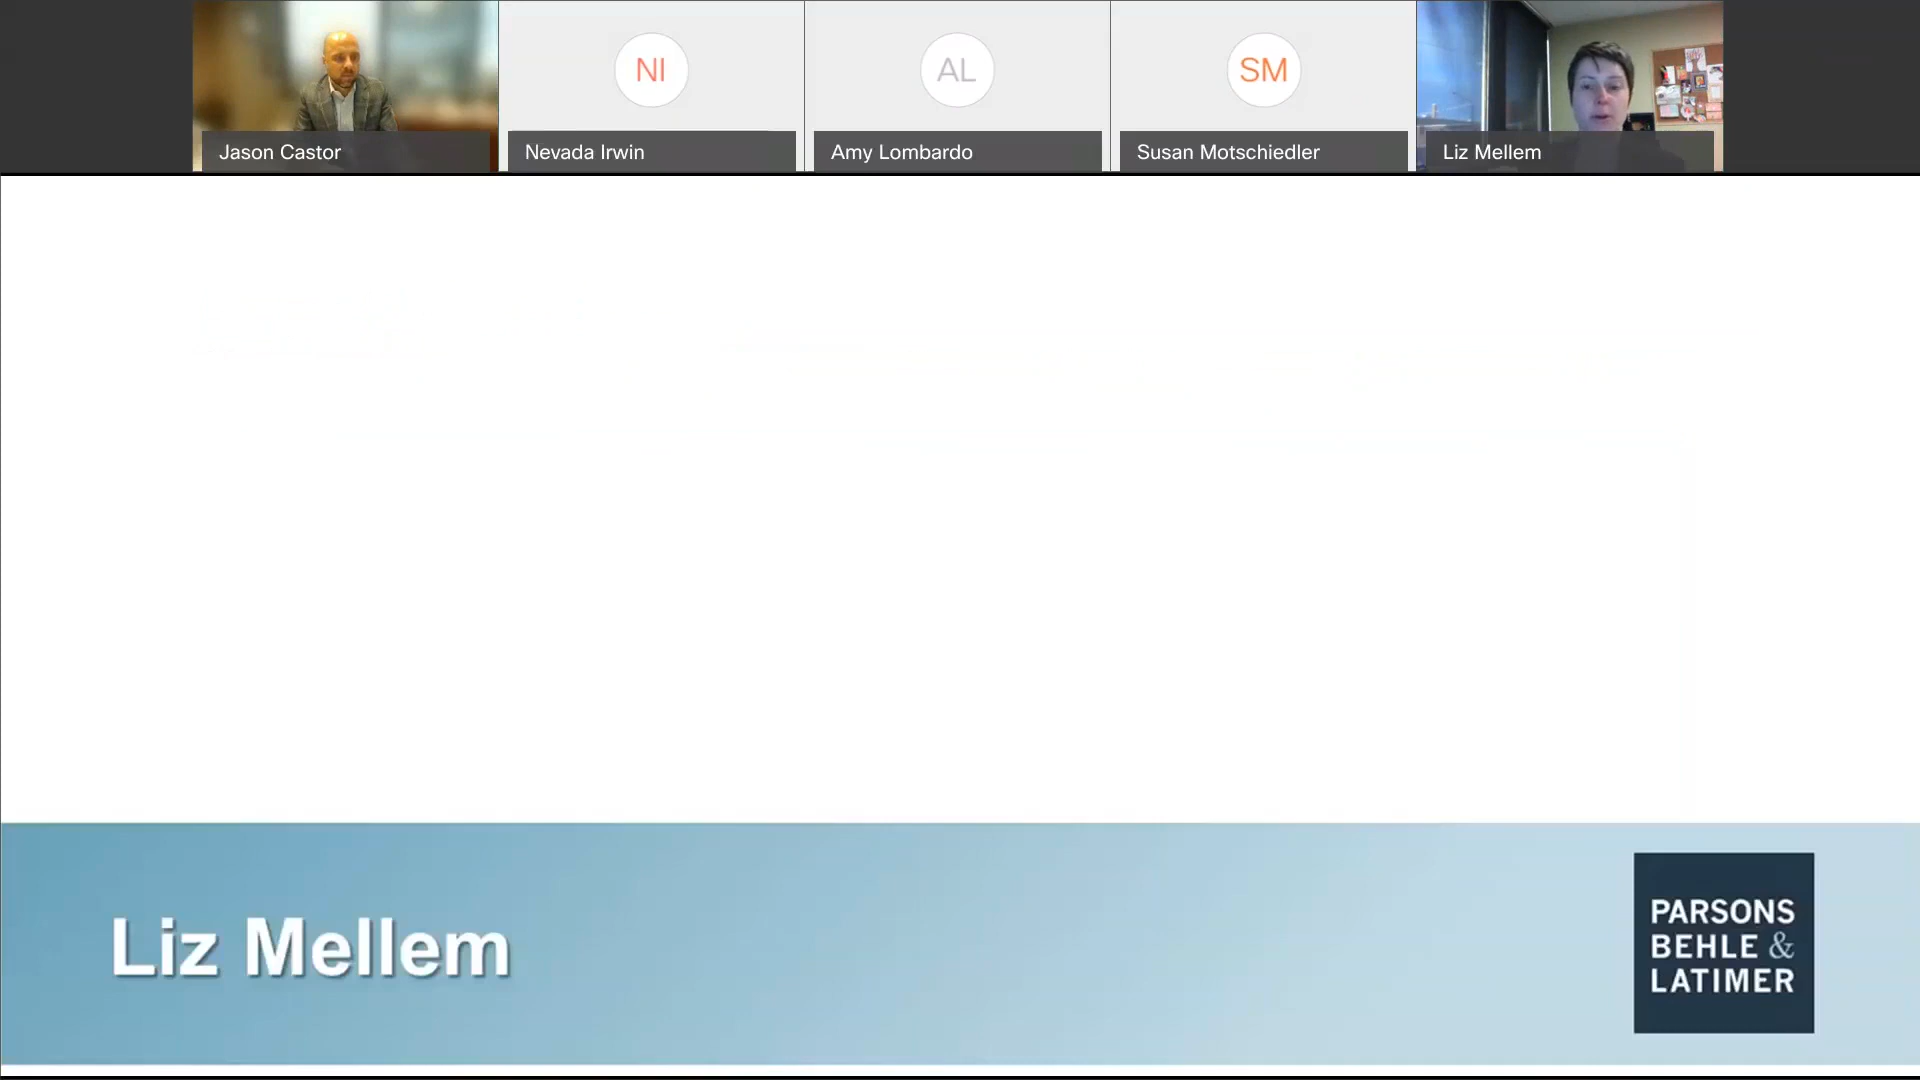 Jason Castor
NI
Nevada Irwin
AL
Amy Lombardo
SM
Susan Motschiedler
Liz Mellem
Liz Mellem
PARSONS
BEHLE &
LATIMER